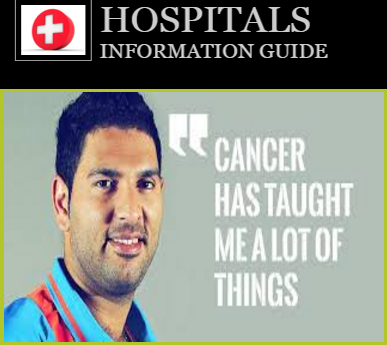 HOSPITALS
INFORMATION GUIDE
CANCER
HAS TAUGHT
ME A LOT OF
THINGS